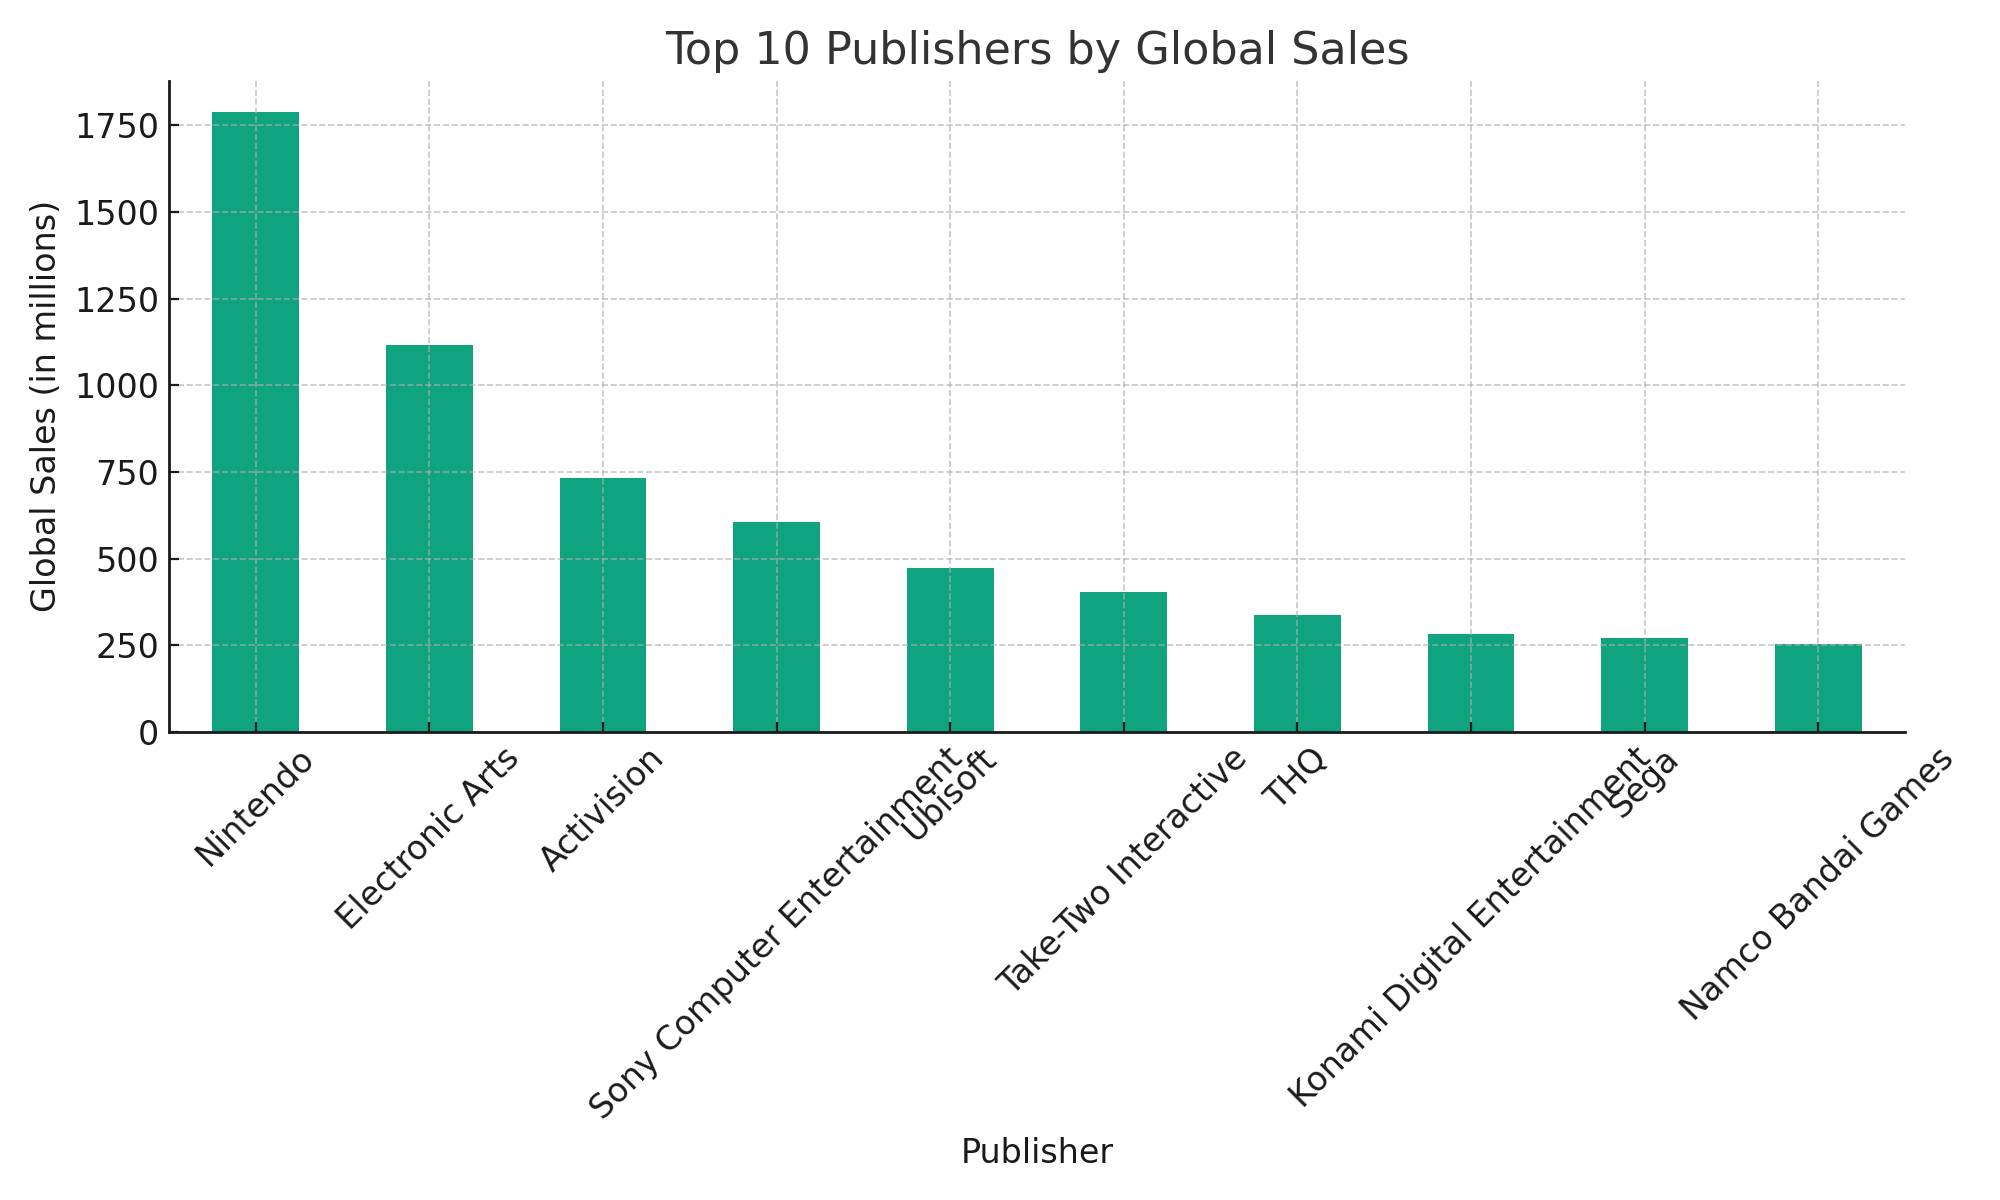 Top 10 Publishers by Global Sales
Global Sales (in millions)
1750
1500
1250
1000
750
500
250
0
Nintendo
Electronic Arts
Activision
Sony Computer Entertainment
Ubisoft
Take-Two Interactive
THQ
Konami Digital Entertainment
Sega
Namco Bandai Games
Publisher